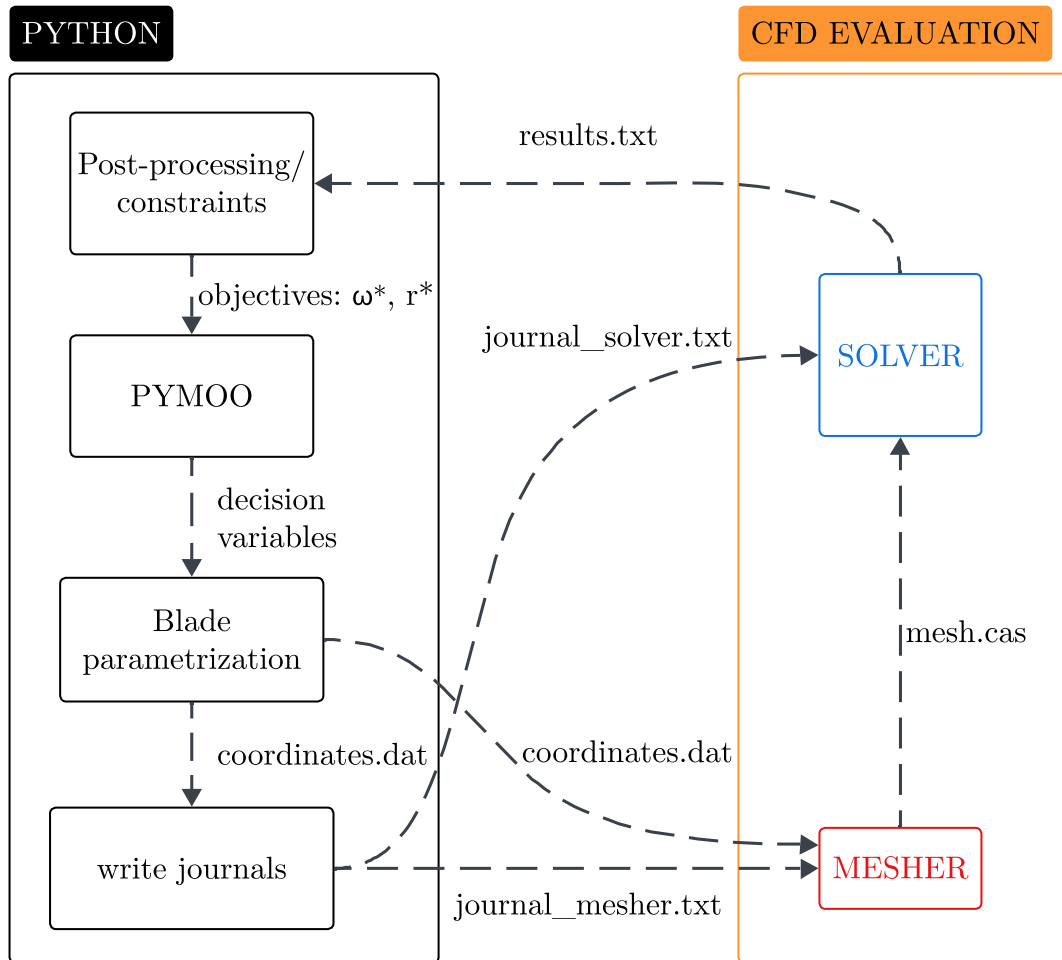 PYTHON
CFD EVALUATION
results.txt
Post-processing/
constraints
objectives: ω*, r*
journal_solver.txt
SOLVER
PYMOO
decision
variables
Blade
parametrization
mesh.cas
coordinates.dat
coordinates.dat
write journals
MESHER
journal_mesher.txt